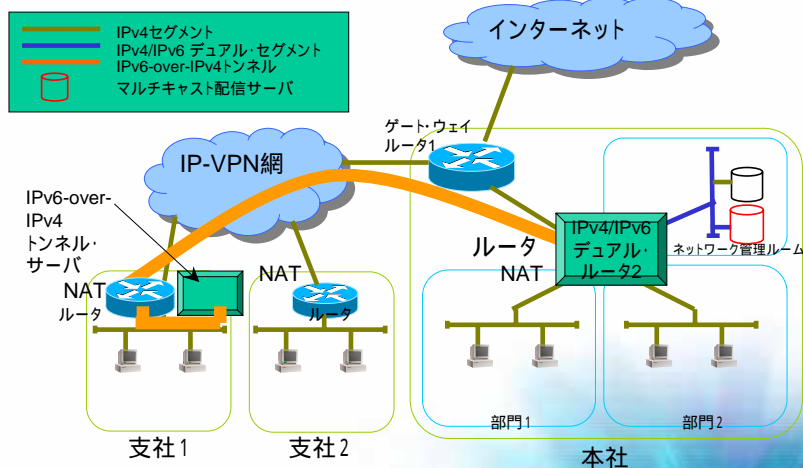 IPv4セグメント
IPv4/IPv6 デュアル・セグメント
IPv6-over-IPv4トンネル
マルチキャスト配信サーバ
インターネット
ゲート・ウェイ
ルータ1
IP-VPN網
IPv6-over-
IPv4
トンネル・
サーバ
NAT
ルータ
NAT
ルータ
ルータ
NAT
IPv4/IPv6
デュアル・
ルータ2
ネットワーク管理ルーム
部門1
部門2
支社1
支社2
本社